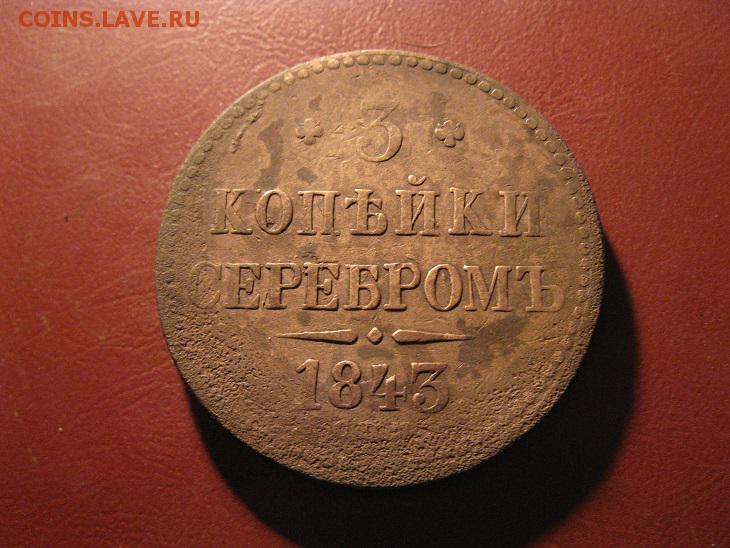 COINS.LAVE.RU
3
КОПѢЙКИ
СЕРЕБРОМЪ
1843